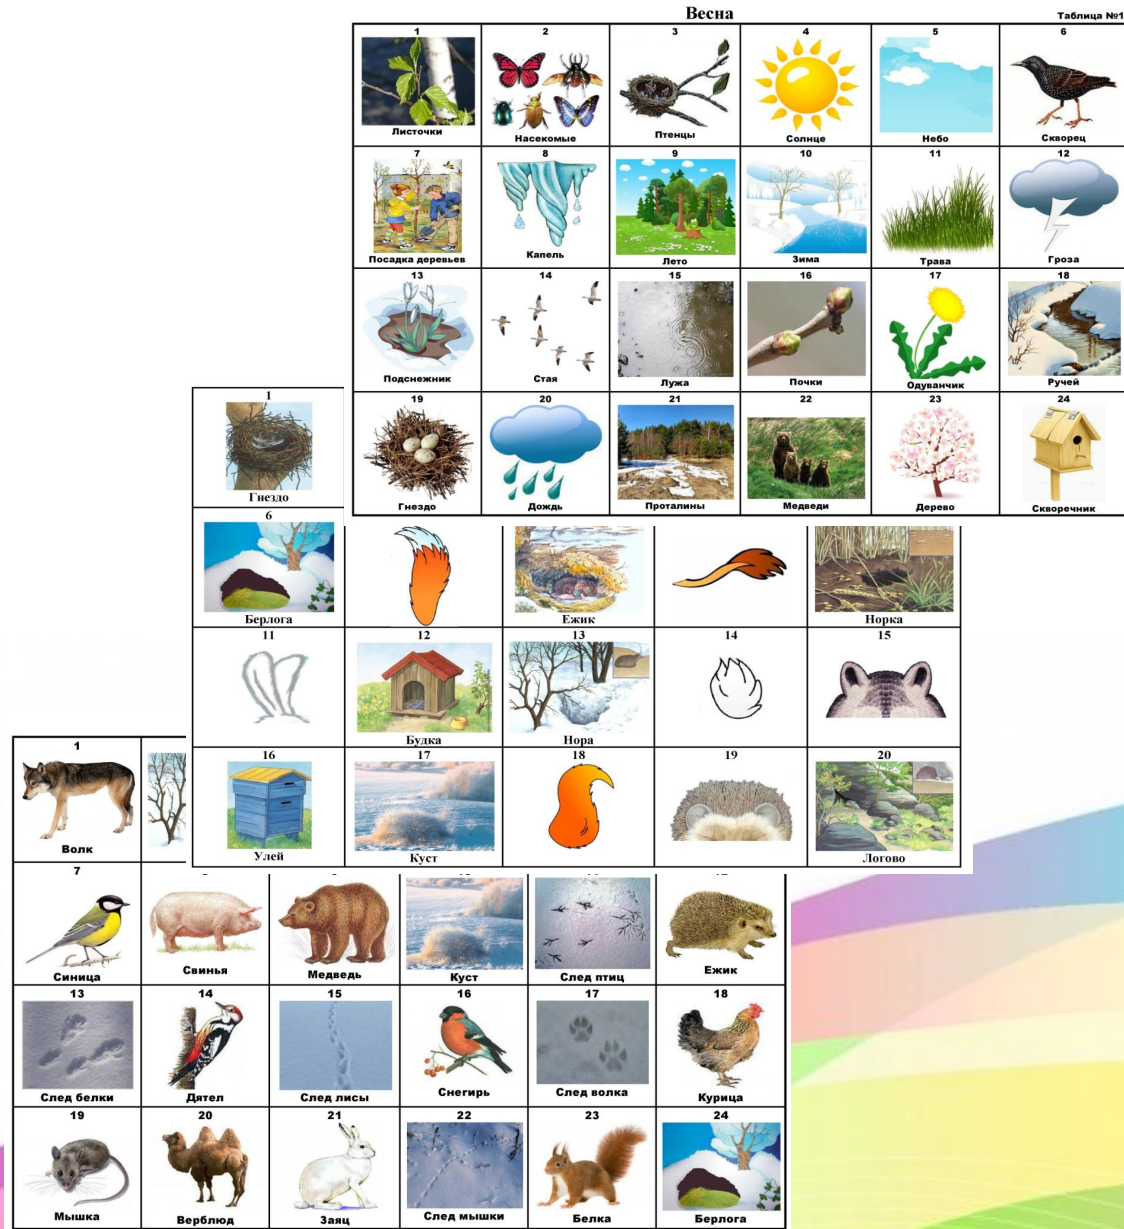 Весна
Таблица №1
1 2 3 4 5 6
Листочки Насекомые Птенцы Солнце Небо Скворец
7 8 9 10 11 12
Посадка деревьев Капель Лето Зима Трава Гроза
13 14 15 16 17 18
Подснежник Стая Лужа Почки Одуванчик Ручей
19 20 21 22 23 24
Гнездо Дождь Проталины Медведи Дерево Скворечник
1
Гнездо
6
Берлога Ежик Норка
11 12 13 14 15
Будка Нора
16 17 18 19 20
Улей Куст Логово
1
Волк
7
Синица Свинья Медведь Куст След птиц Ежик
13 14 15 16 17 18
След белки Дятел След лисы Снегирь След волка Курица
19 20 21 22 23 24
Мышка Верблюд Заяц След мышки Белка Берлога